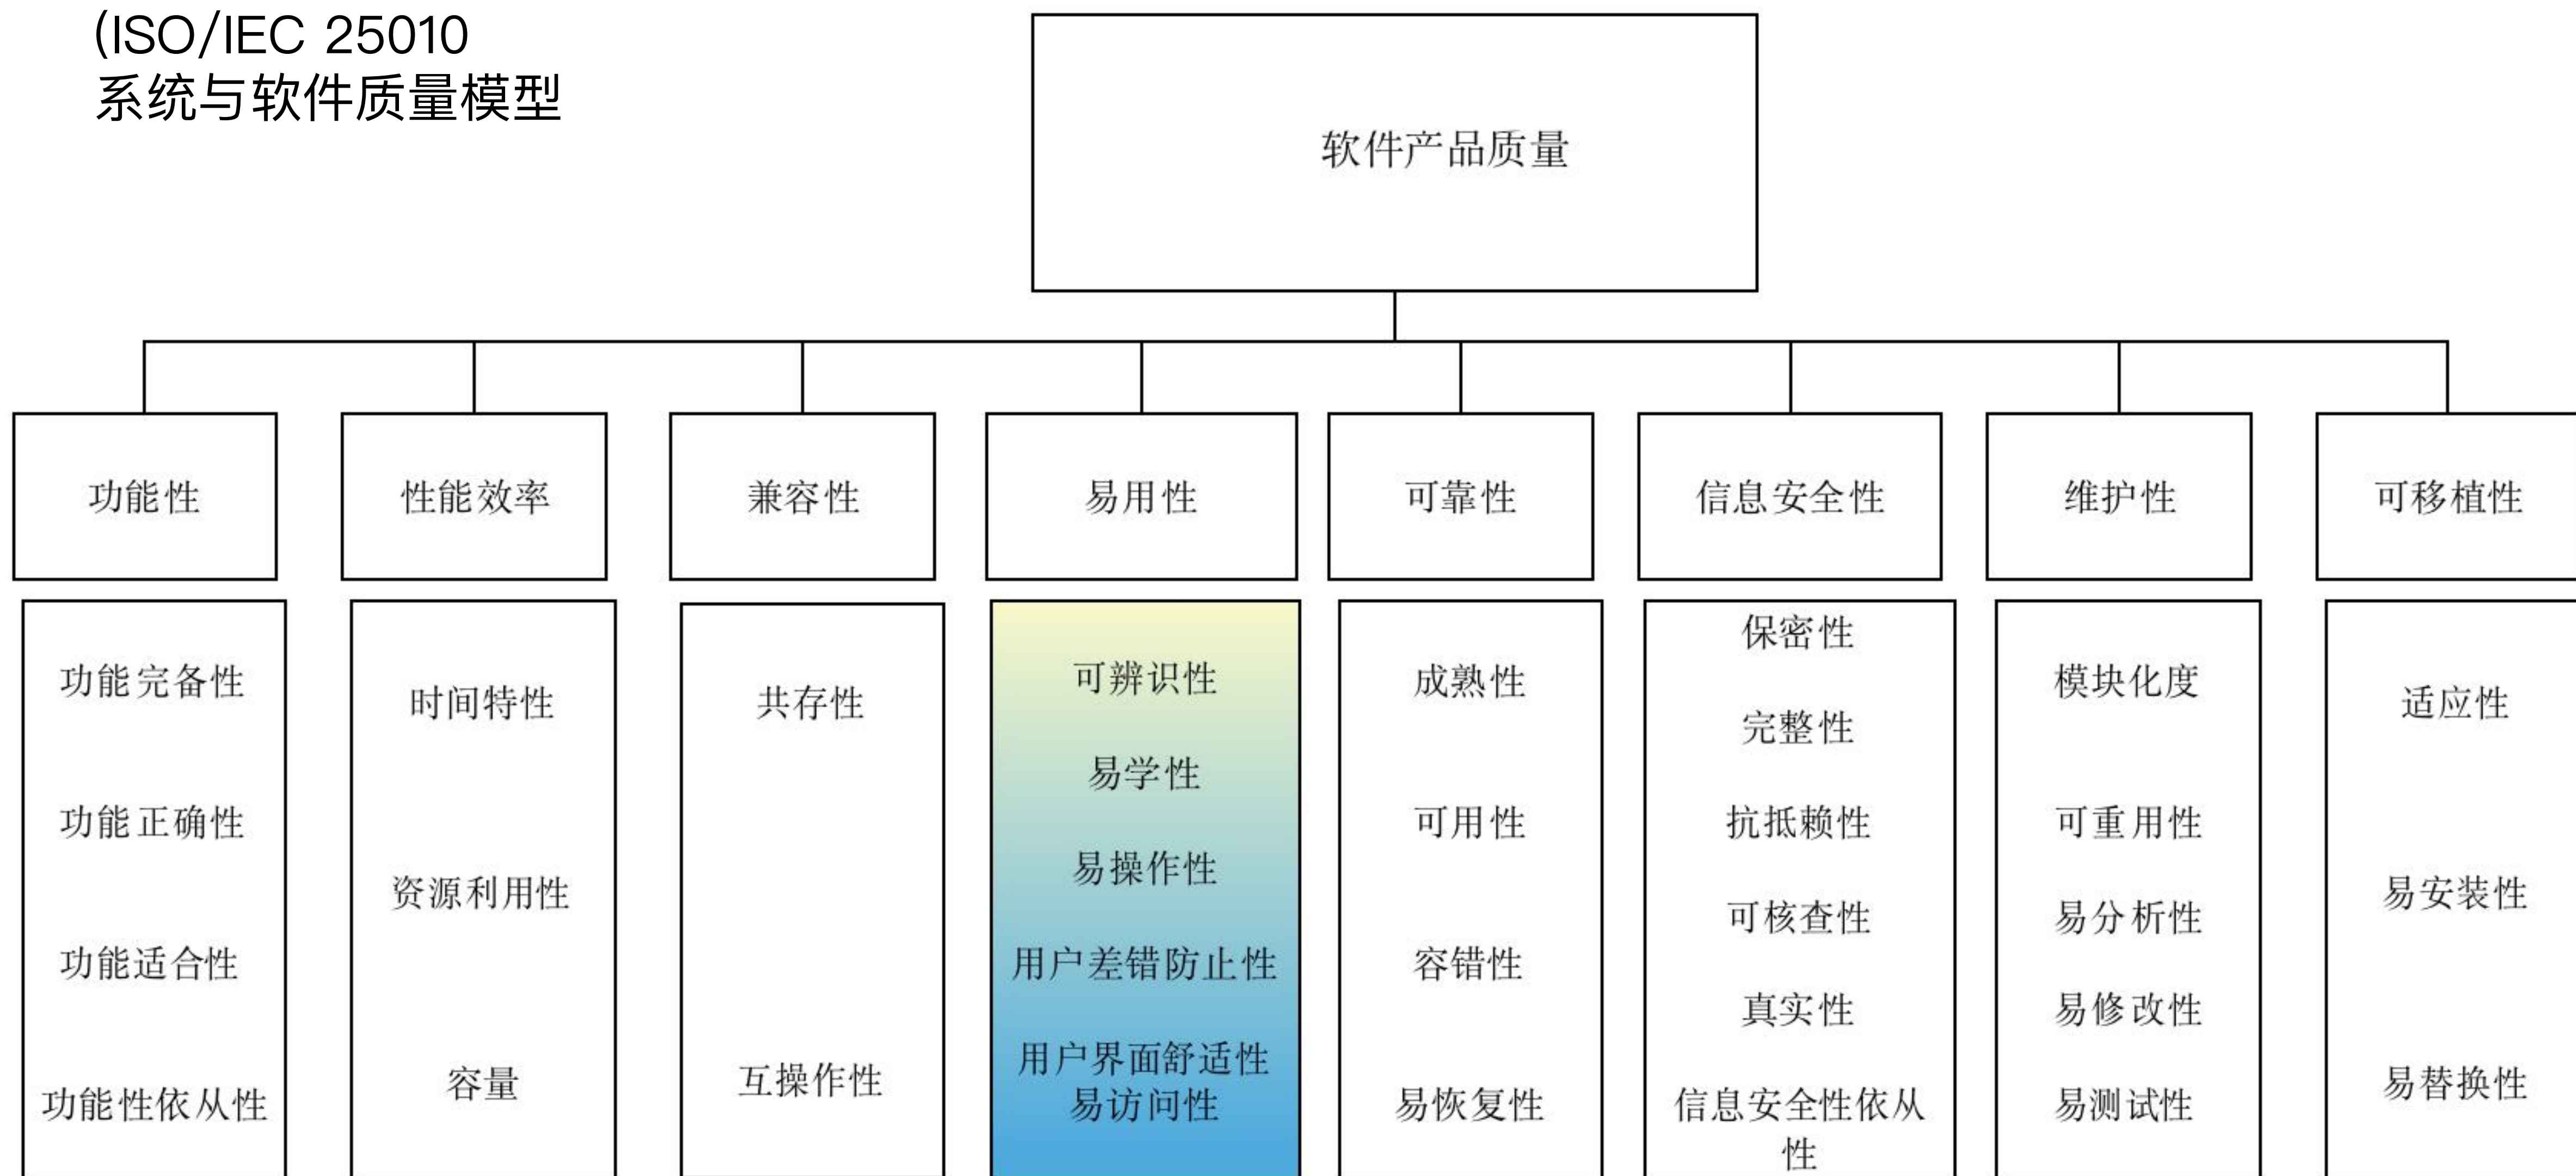 (ISO/IEC 25010
系统与软件质量模型
软件产品质量
功能性
性能效率
兼容性
易用性
可靠性
信息安全性
维护性
可移植性
功能完备性
功能正确性
功能适合性
功能性依从性
时间特性
资源利用性
容量
共存性
互操作性
可辨识性
易学性
易操作性
用户差错防止性
用户界面舒适性
易访问性
成熟性
可用性
容错性
易恢复性
保密性
完整性
抗抵赖性
可核查性
真实性
信息安全性依从
性
模块化度
可重用性
易分析性
易修改性
易测试性
适应性
易安装性
易替换性